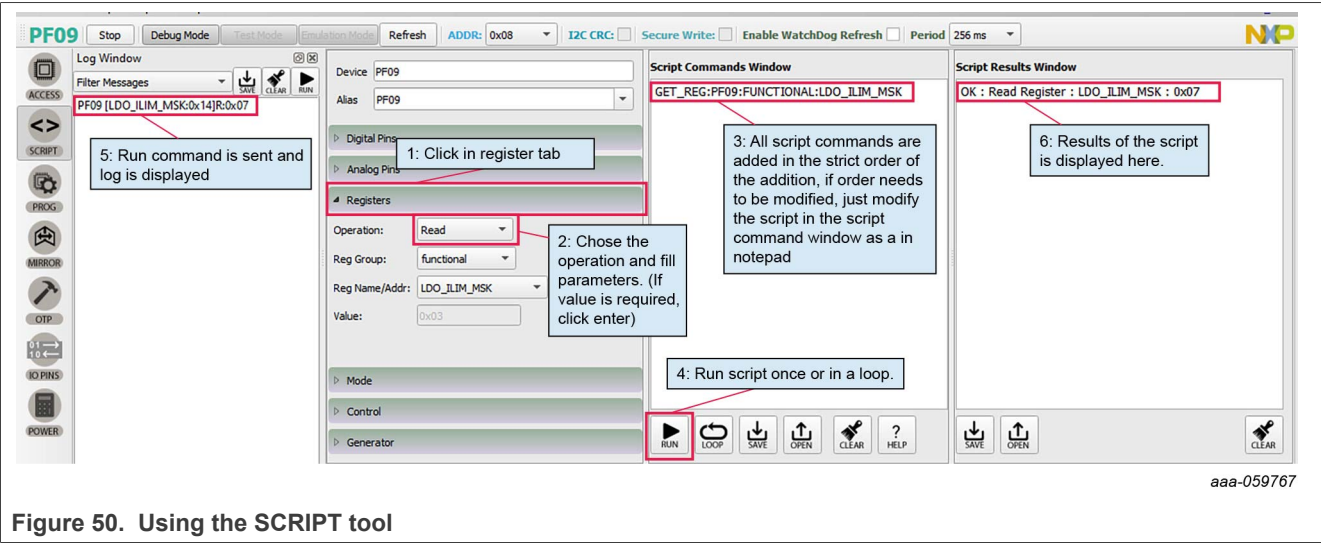 PF09 Stop Debug Mode Test Mode Emulation Mode Refresh ADDR: 0x08 I2C CRC: Secure Write: Enable WatchDog Refresh Period 256 ms NXP
ACCESS
SCRIPT
PROG
MIRROR
OTP
IO PINS
POWER
Log Window
Filter Messages SAVE CLEAR RUN
PF09 [LDO_ILIM_MSK:0x14]R:0x07
5: Run command is sent and
log is displayed
Device PF09
Alias PF09
Digital Pins
1: Click in register tab
Analog Pins
Registers
Operation: Read
Reg Group: functional
Reg Name/Addr: LDO_ILIM_MSK
Value: 0x03
2: Chose the
operation and fill
parameters. (If
value is required,
click enter)
Mode
Control
Generator
Script Commands Window
GET_REG:PF09:FUNCTIONAL:LDO_ILIM_MSK
3: All script commands are
added in the strict order of
the addition, if order needs
to be modified, just modify
the script in the script
command window as a in
notepad
4: Run script once or in a loop.
RUN LOOP SAVE OPEN CLEAR ? HELP
Script Results Window
OK : Read Register : LDO_ILIM_MSK : 0x07
6: Results of the script
is displayed here.
SAVE OPEN CLEAR
aaa-059767
Figure 50. Using the SCRIPT tool